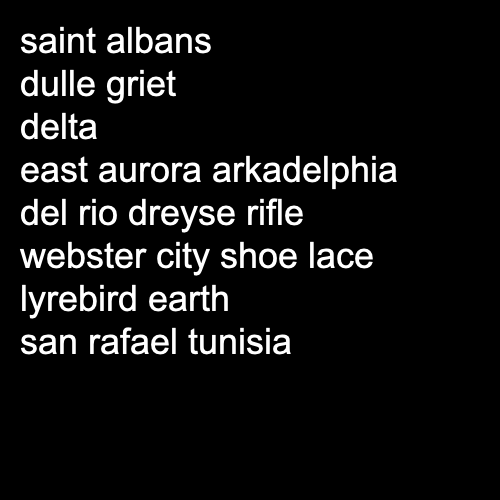 saint albans
dulle griet
delta
east aurora arkadelphia
del rio dreyse rifle
webster city shoe lace
lyrebird earth
san rafael tunisia